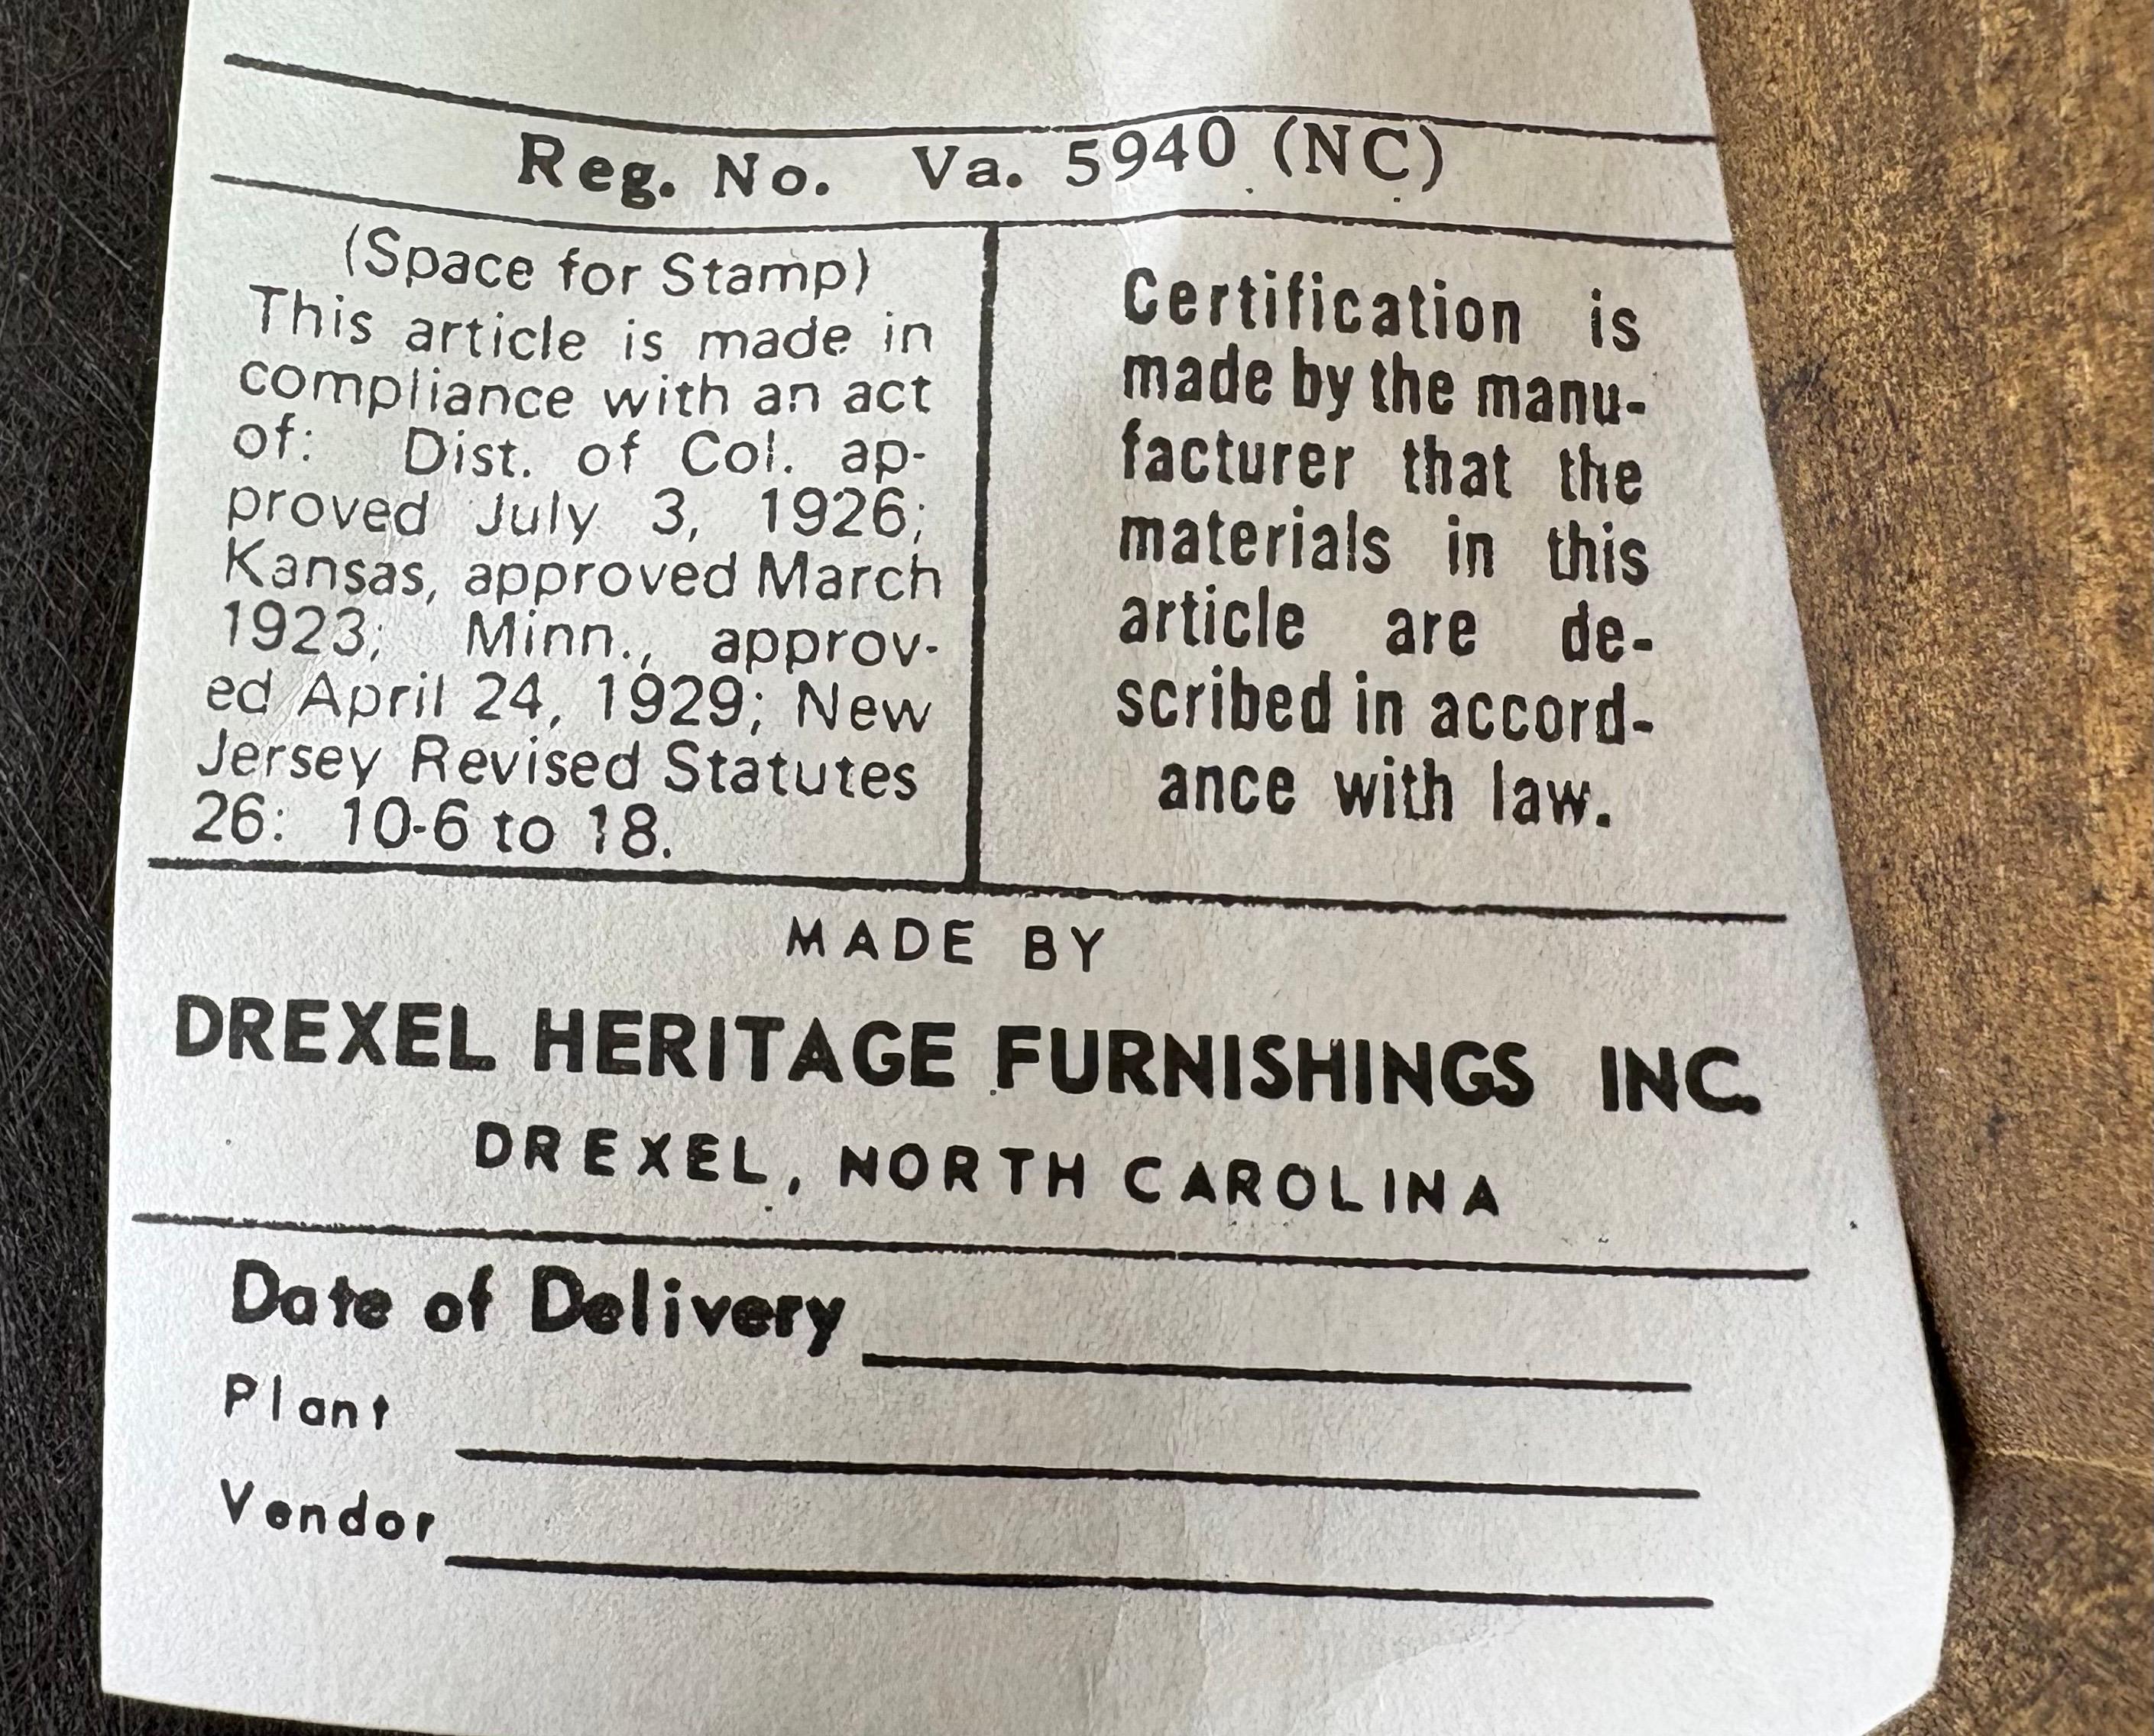 Reg. No. Va. 5940 (NC)
(Space for Stamp)
This article is made in
compliance with an act
of: Dist. of Col. ap-
proved July 3, 1926;
Kansas, approved March
1923; Minn., approv-
ed April 24, 1929; New
Jersey Revised Statutes
26: 10-6 to 18.
Certification is
made by the manu-
facturer that the
materials in this
article are de-
scribed in accord-
ance with law.
MADE BY
DREXEL HERITAGE FURNISHINGS INC.
DREXEL, NORTH CAROLINA
Date of Delivery
Plant
Vendor